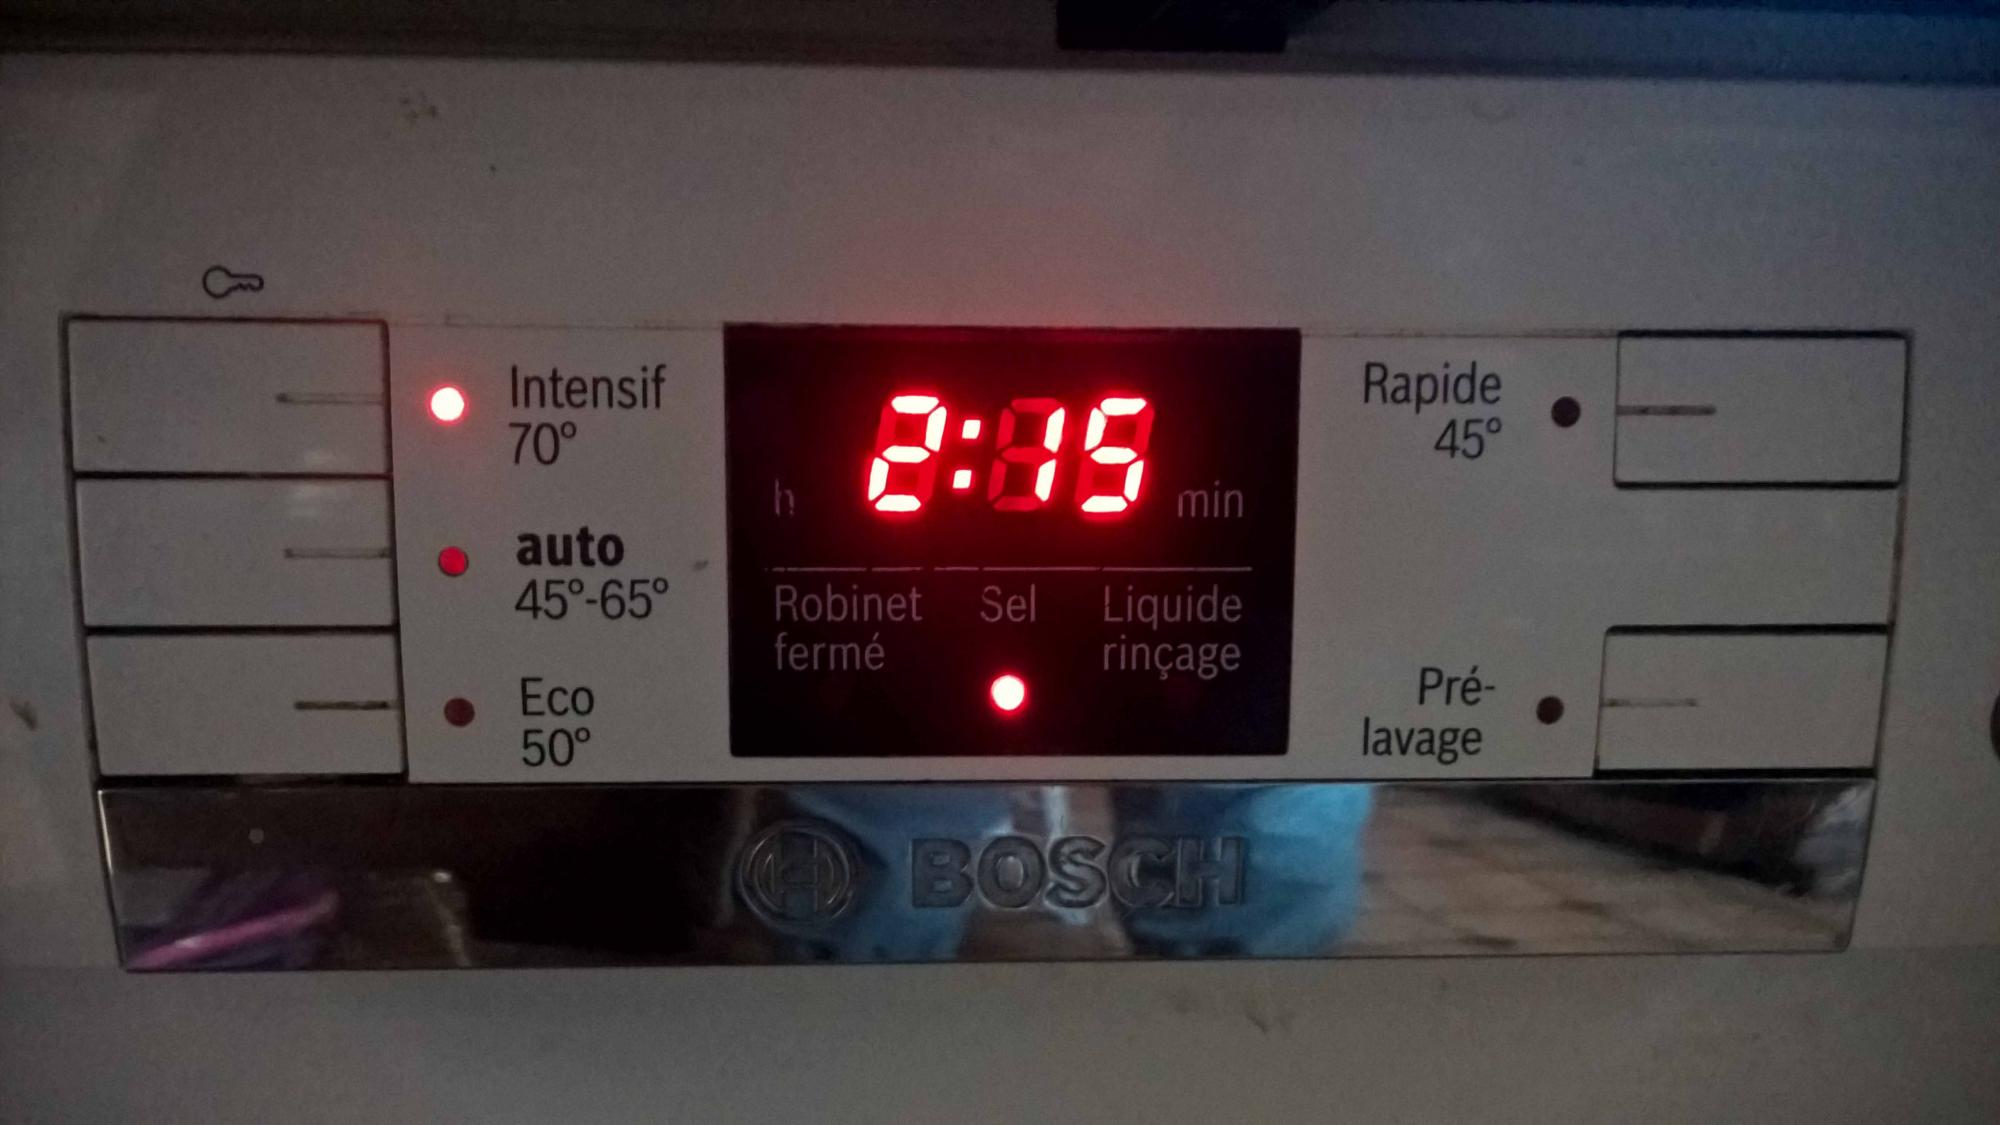 Intensif
70°
auto
45°-65°
Eco
50°
2:15
h
min
Robinet
fermé
Sel
Liquide
rinçage
Rapide
45°
Pré-
lavage
BOSCH